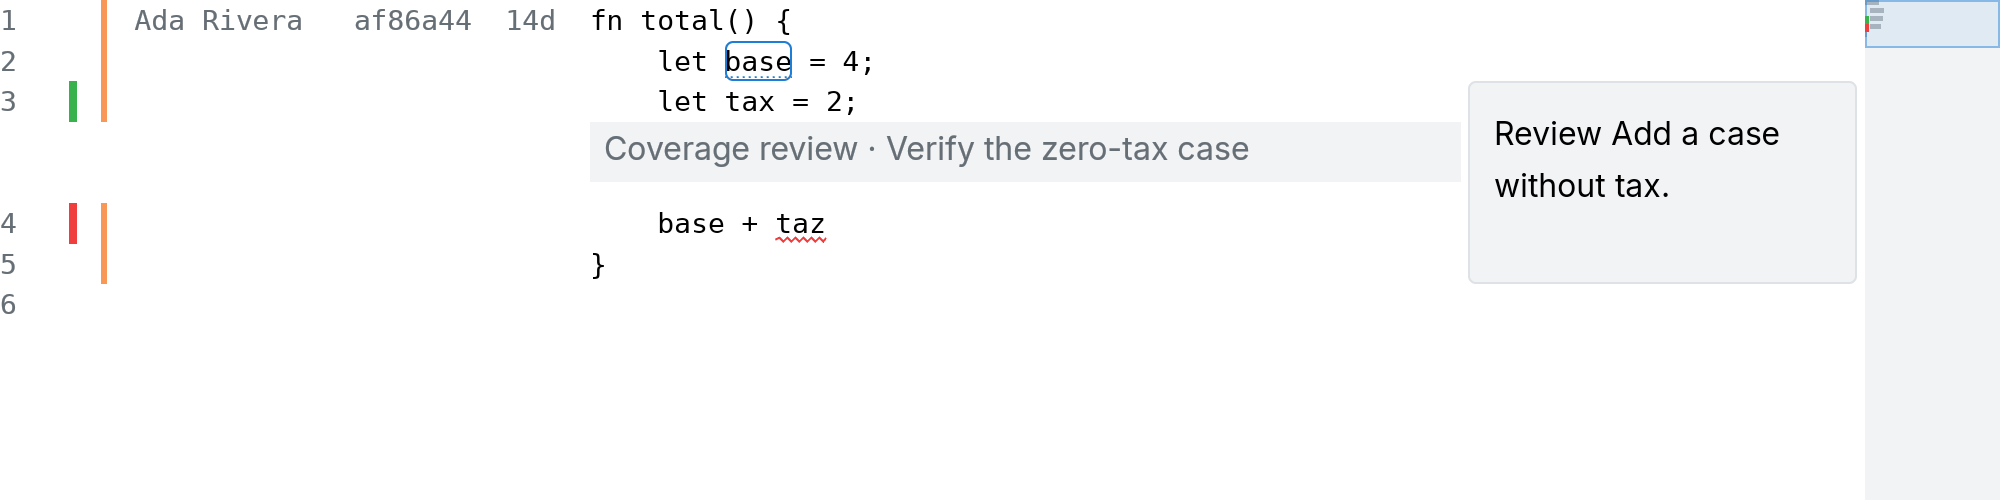 1 Ada Rivera af86a44 14d fn total() {
2 let base = 4;
3 let tax = 2;
Coverage review · Verify the zero-tax case
Review Add a case
without tax.
4 base + taz
5 }
6